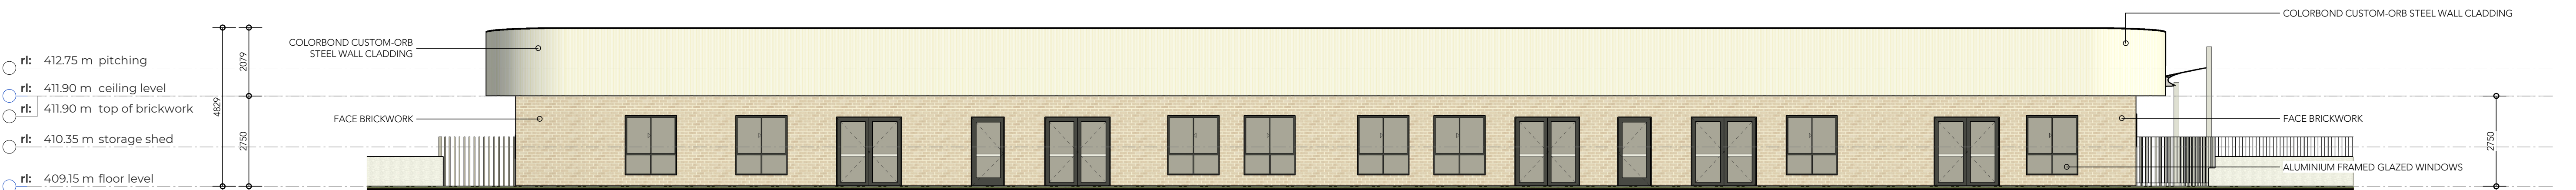 COLORBOND CUSTOM-ORB STEEL WALL CLADDING
COLORBOND CUSTOM-ORB
STEEL WALL CLADDING
rl: 412.75 m pitching
rl: 411.90 m ceiling level
rl: 411.90 m top of brickwork
rl: 410.35 m storage shed
rl: 409.15 m floor level
4829
2079
2750
FACE BRICKWORK
FACE BRICKWORK
ALUMINIUM FRAMED GLAZED WINDOWS
2750